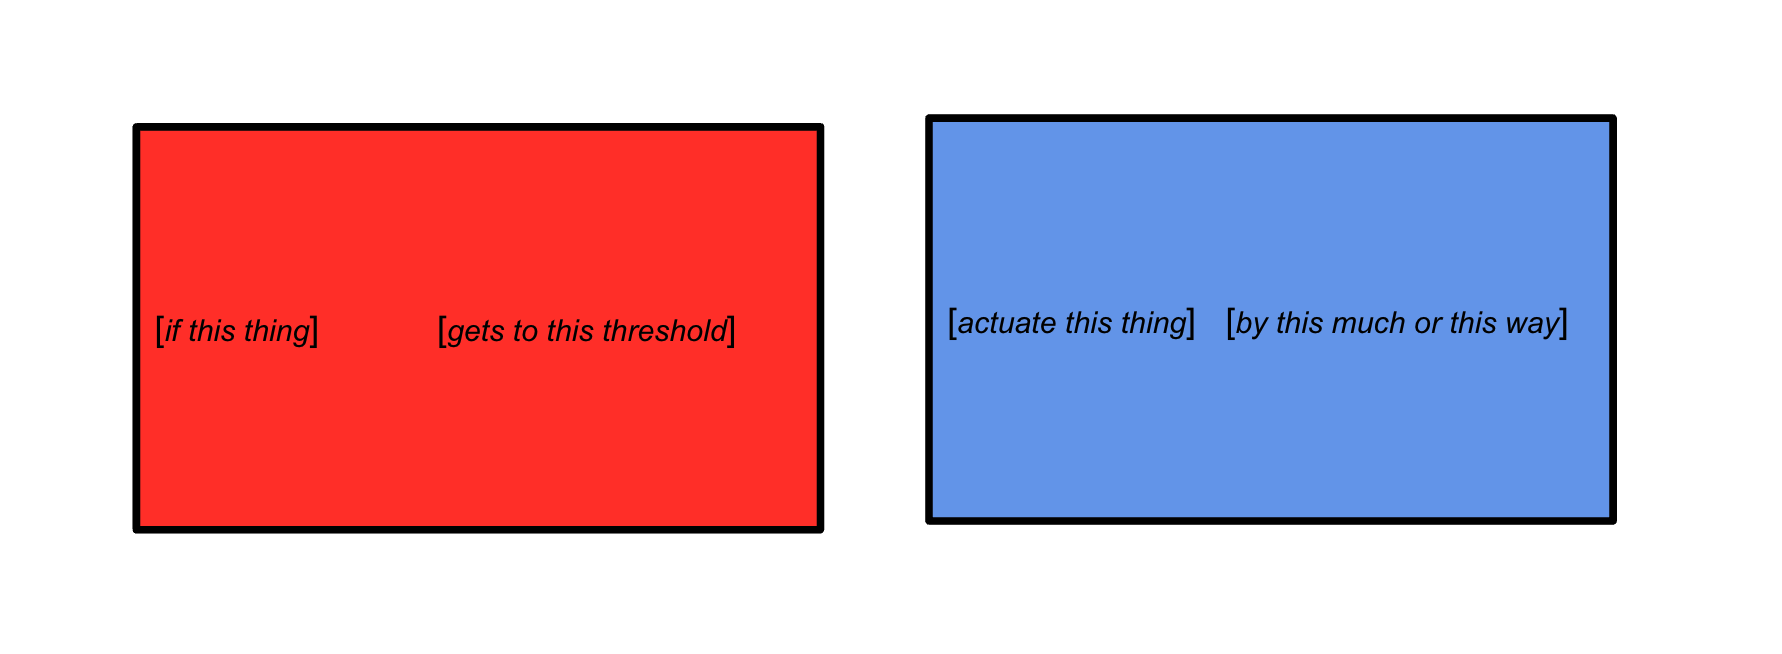 [if this thing] [gets to this threshold]
[actuate this thing] [by this much or this way]